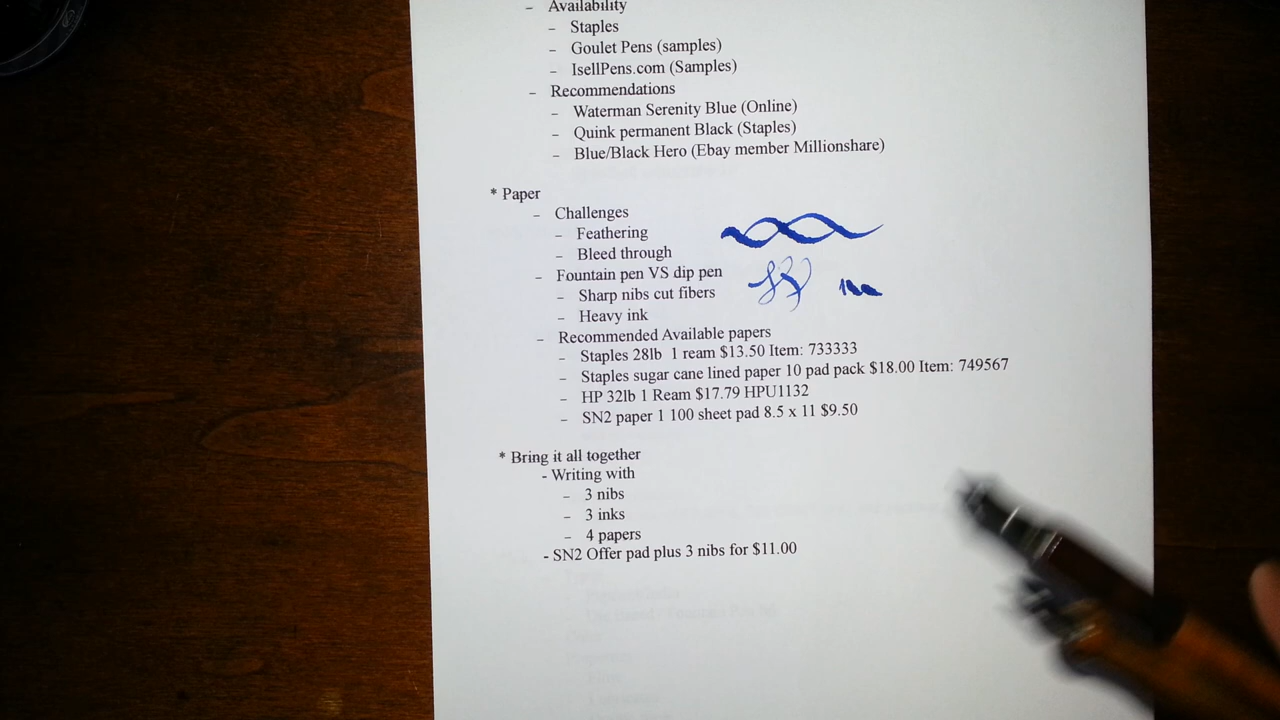 - Availability
- Staples
- Goulet Pens (samples)
- IsellPens.com (Samples)
- Recommendations
- Waterman Serenity Blue (Online)
- Quink permanent Black (Staples)
- Blue/Black Hero (Ebay member Millionshare)
* Paper
- Challenges
- Feathering
- Bleed through
- Fountain pen VS dip pen
- Sharp nibs cut fibers
- Heavy ink
- Recommended Available papers
- Staples 28lb 1 ream $13.50 Item: 733333
- Staples sugar cane lined paper 10 pad pack $18.00 Item: 749567
- HP 32lb 1 Ream $17.79 HPU1132
- SN2 paper 1 100 sheet pad 8.5 x 11 $9.50
* Bring it all together
- Writing with
- 3 nibs
- 3 inks
- 4 papers
- SN2 Offer pad plus 3 nibs for $11.00